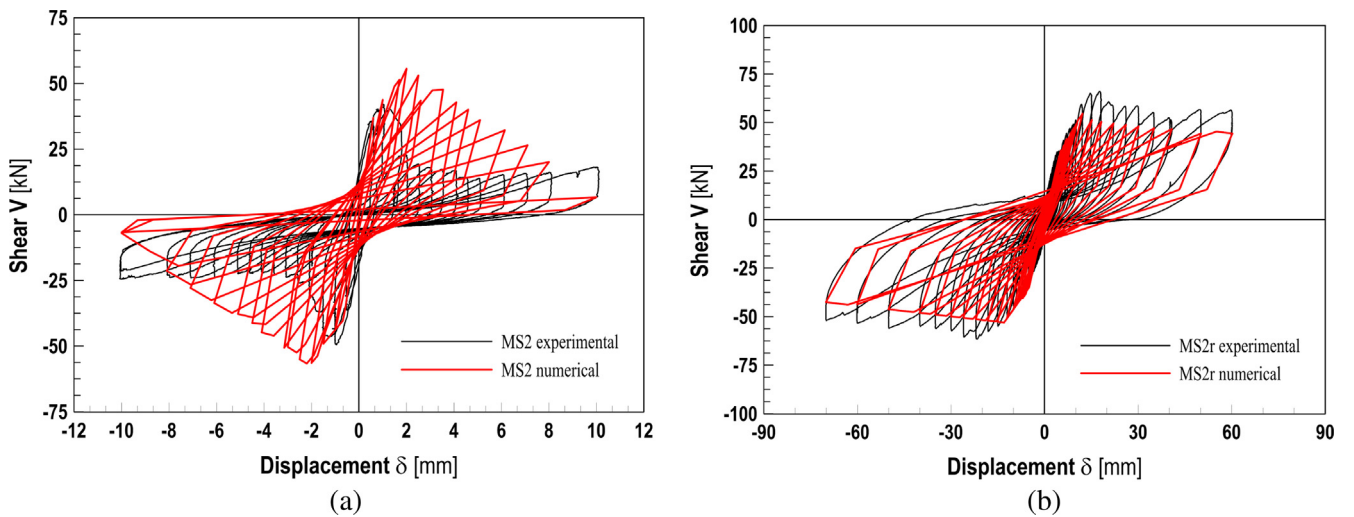 75
50
25
0
-25
-50
-75
Shear V [kN]
-12 -10 -8 -6 -4 -2 0 2 4 6 8 10 12
Displacement δ [mm]
MS2 experimental
MS2 numerical
(a)
100
75
50
25
0
-25
-50
-75
-100
Shear V [kN]
-90 -60 -30 0 30 60 90
Displacement δ [mm]
MS2r experimental
MS2r numerical
(b)